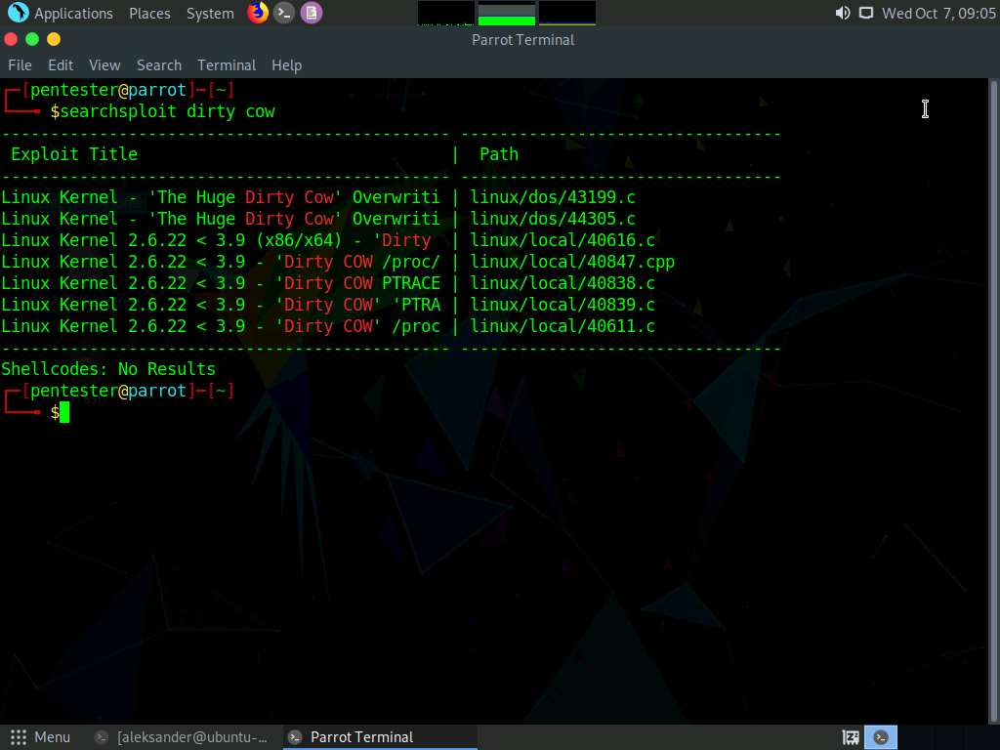 Applications Places System Wed Oct 7, 09:05
Parrot Terminal
File Edit View Search Terminal Help
┌─[pentester@parrot]─[~]
└──╼ $searchsploit dirty cow
---------------------------------------------- ---------------------------------
 Exploit Title                                |  Path
---------------------------------------------- ---------------------------------
Linux Kernel - 'The Huge Dirty Cow' Overwriti | linux/dos/43199.c
Linux Kernel - 'The Huge Dirty Cow' Overwriti | linux/dos/44305.c
Linux Kernel 2.6.22 < 3.9 (x86/x64) - 'Dirty  | linux/local/40616.c
Linux Kernel 2.6.22 < 3.9 - 'Dirty COW /proc/ | linux/local/40847.cpp
Linux Kernel 2.6.22 < 3.9 - 'Dirty COW PTRACE | linux/local/40838.c
Linux Kernel 2.6.22 < 3.9 - 'Dirty COW' 'PTRA | linux/local/40839.c
Linux Kernel 2.6.22 < 3.9 - 'Dirty COW' /proc | linux/local/40611.c
---------------------------------------------- ---------------------------------
Shellcodes: No Results
┌─[pentester@parrot]─[~]
└──╼ $
Menu [aleksander@ubuntu-... Parrot Terminal